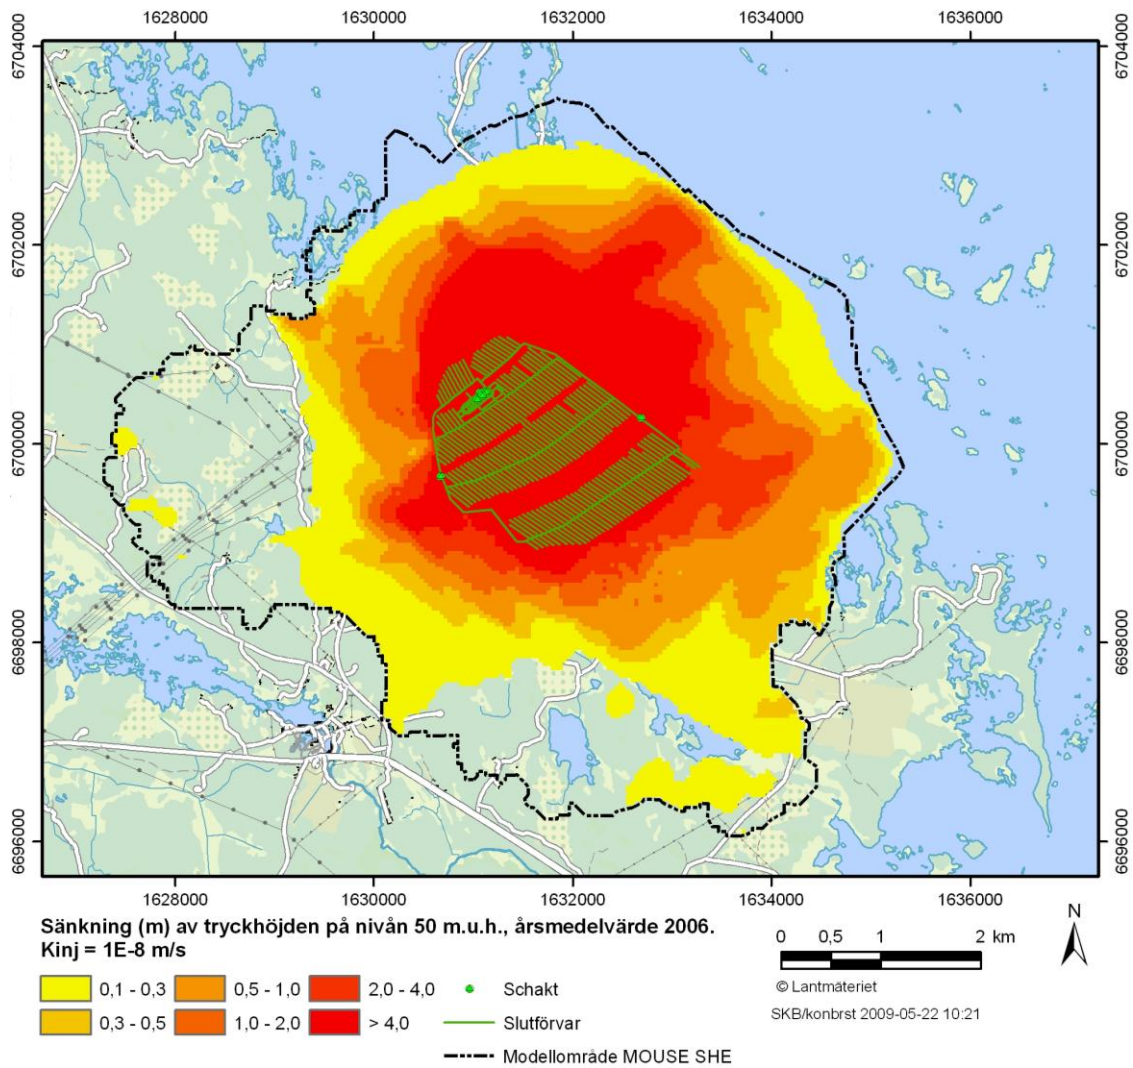 1628000 1630000 1632000 1634000 1636000
6704000 6704000
6702000 6702000
6700000 6700000
6698000 6698000
6696000 6696000
1628000 1630000 1632000 1634000 1636000
Sänkning (m) av tryckhöjden på nivån 50 m.u.h., årsmedelvärde 2006.
Kinj = 1E-8 m/s
0,1 - 0,3 0,5 - 1,0 2,0 - 4,0 Schakt
0,3 - 0,5 1,0 - 2,0 > 4,0 Slutförvar
Modellområde MOUSE SHE
0 0,5 1 2 km
N
© Lantmäteriet
SKB/konbrst 2009-05-22 10:21